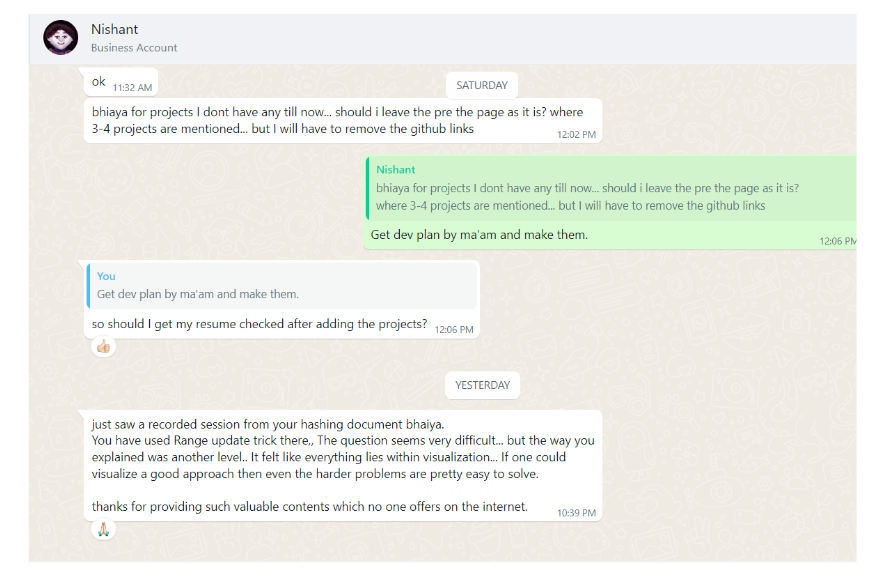 Nishant
Business Account
ok 11:32 AM
SATURDAY
bhiaya for projects I dont have any till now... should i leave the pre the page as it is? where
3-4 projects are mentioned... but I will have to remove the github links
12:02 PM
Nishant
bhiaya for projects I dont have any till now... should i leave the pre the page as it is?
where 3-4 projects are mentioned... but I will have to remove the github links
Get dev plan by ma'am and make them.
12:06 PM
You
Get dev plan by ma'am and make them.
so should I get my resume checked after adding the projects? 12:06 PM
YESTERDAY
just saw a recorded session from your hashing document bhaiya.
You have used Range update trick there,, The question seems very difficult... but the way you
explained was another level.. It felt like everything lies within visualization... If one could
visualize a good approach then even the harder problems are pretty easy to solve.
thanks for providing such valuable contents which no one offers on the internet.
10:39 PM